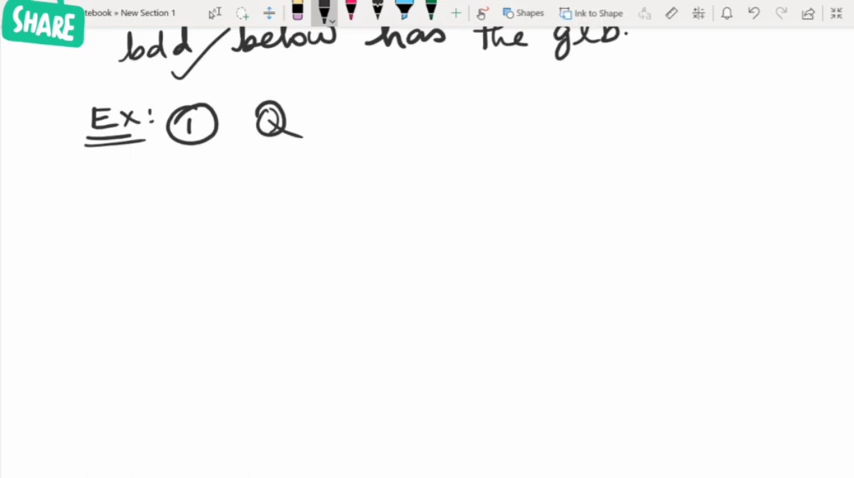 SHARE
tebook » New Section 1
Shapes
Ink to Shape
bdd/below has the glb.
Ex: ① Q